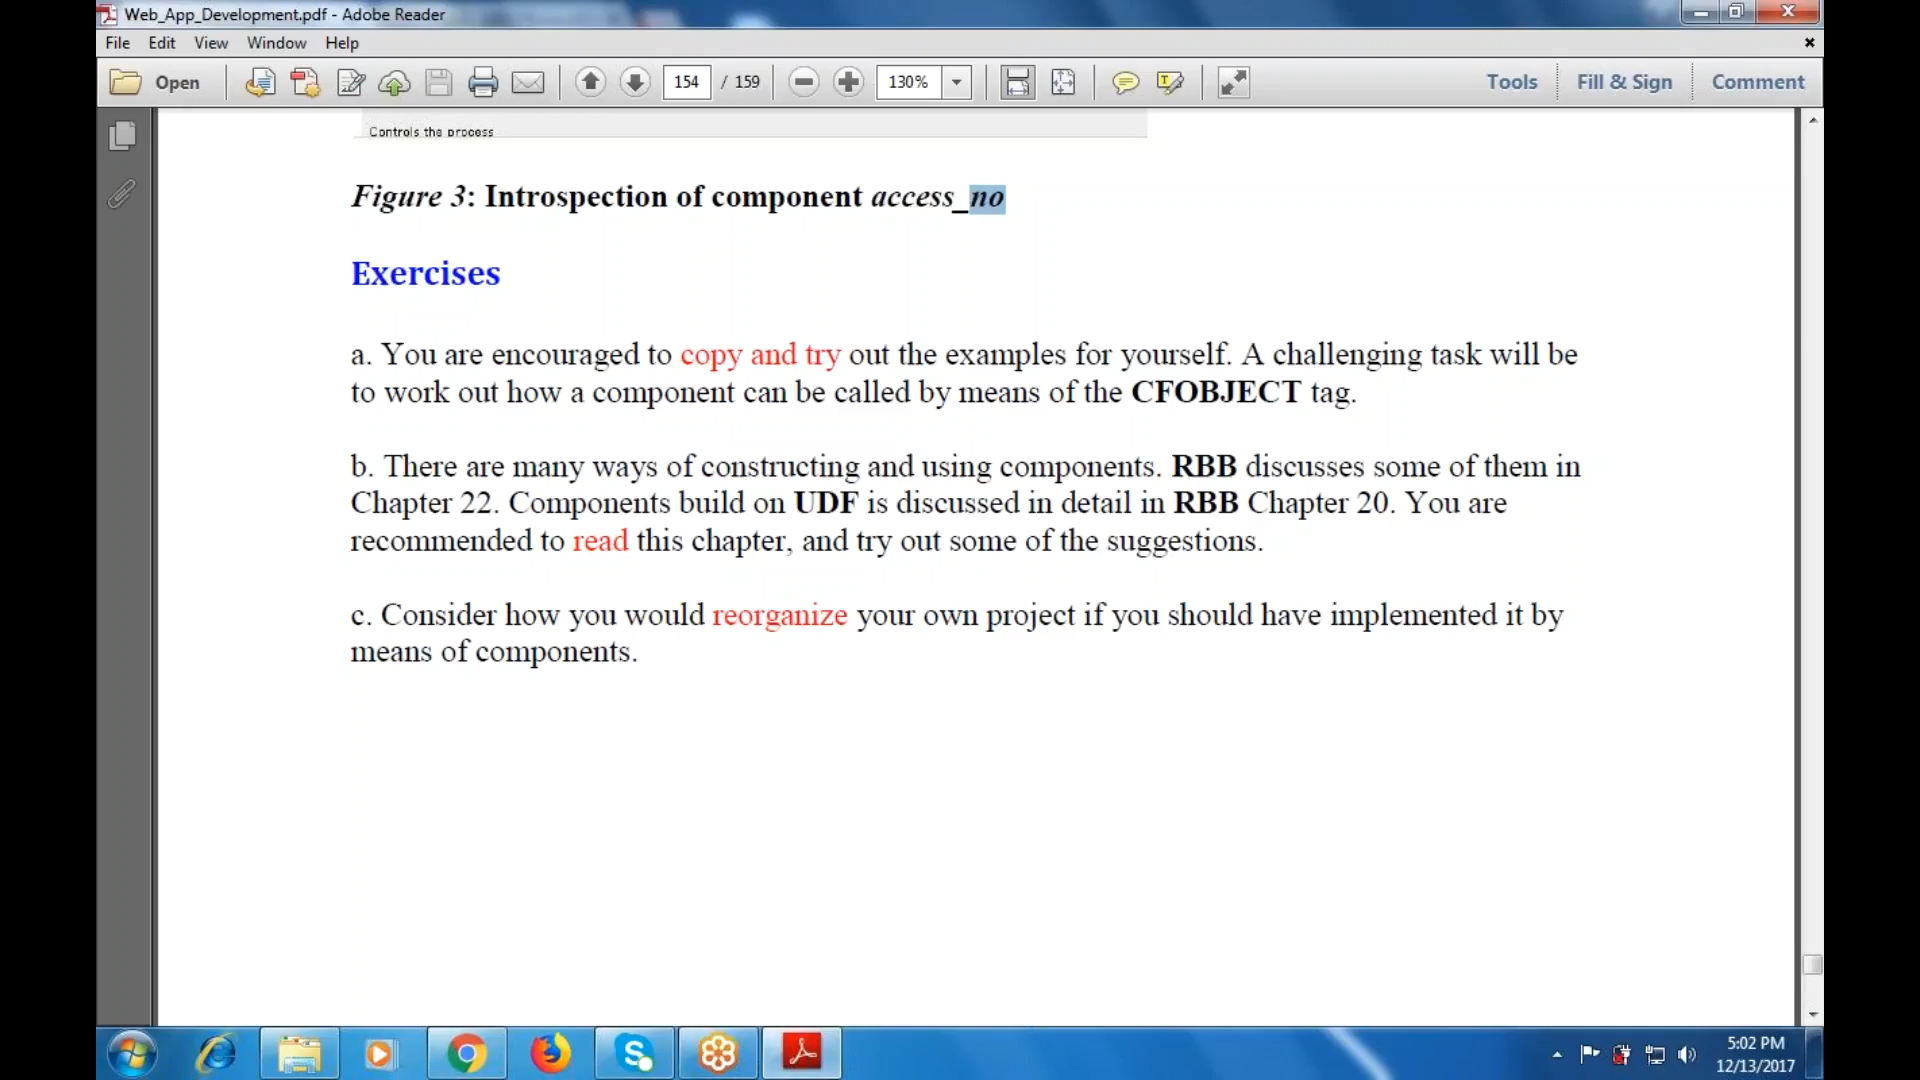 Web_App_Development.pdf - Adobe Reader
File Edit View Window Help
Open 154 / 159 130% Tools Fill & Sign Comment
Controls the process
Figure 3: Introspection of component access_no
Exercises
a. You are encouraged to copy and try out the examples for yourself. A challenging task will be
to work out how a component can be called by means of the CFOBJECT tag.
b. There are many ways of constructing and using components. RBB discusses some of them in
Chapter 22. Components build on UDF is discussed in detail in RBB Chapter 20. You are
recommended to read this chapter, and try out some of the suggestions.
c. Consider how you would reorganize your own project if you should have implemented it by
means of components.
5:02 PM
12/13/2017